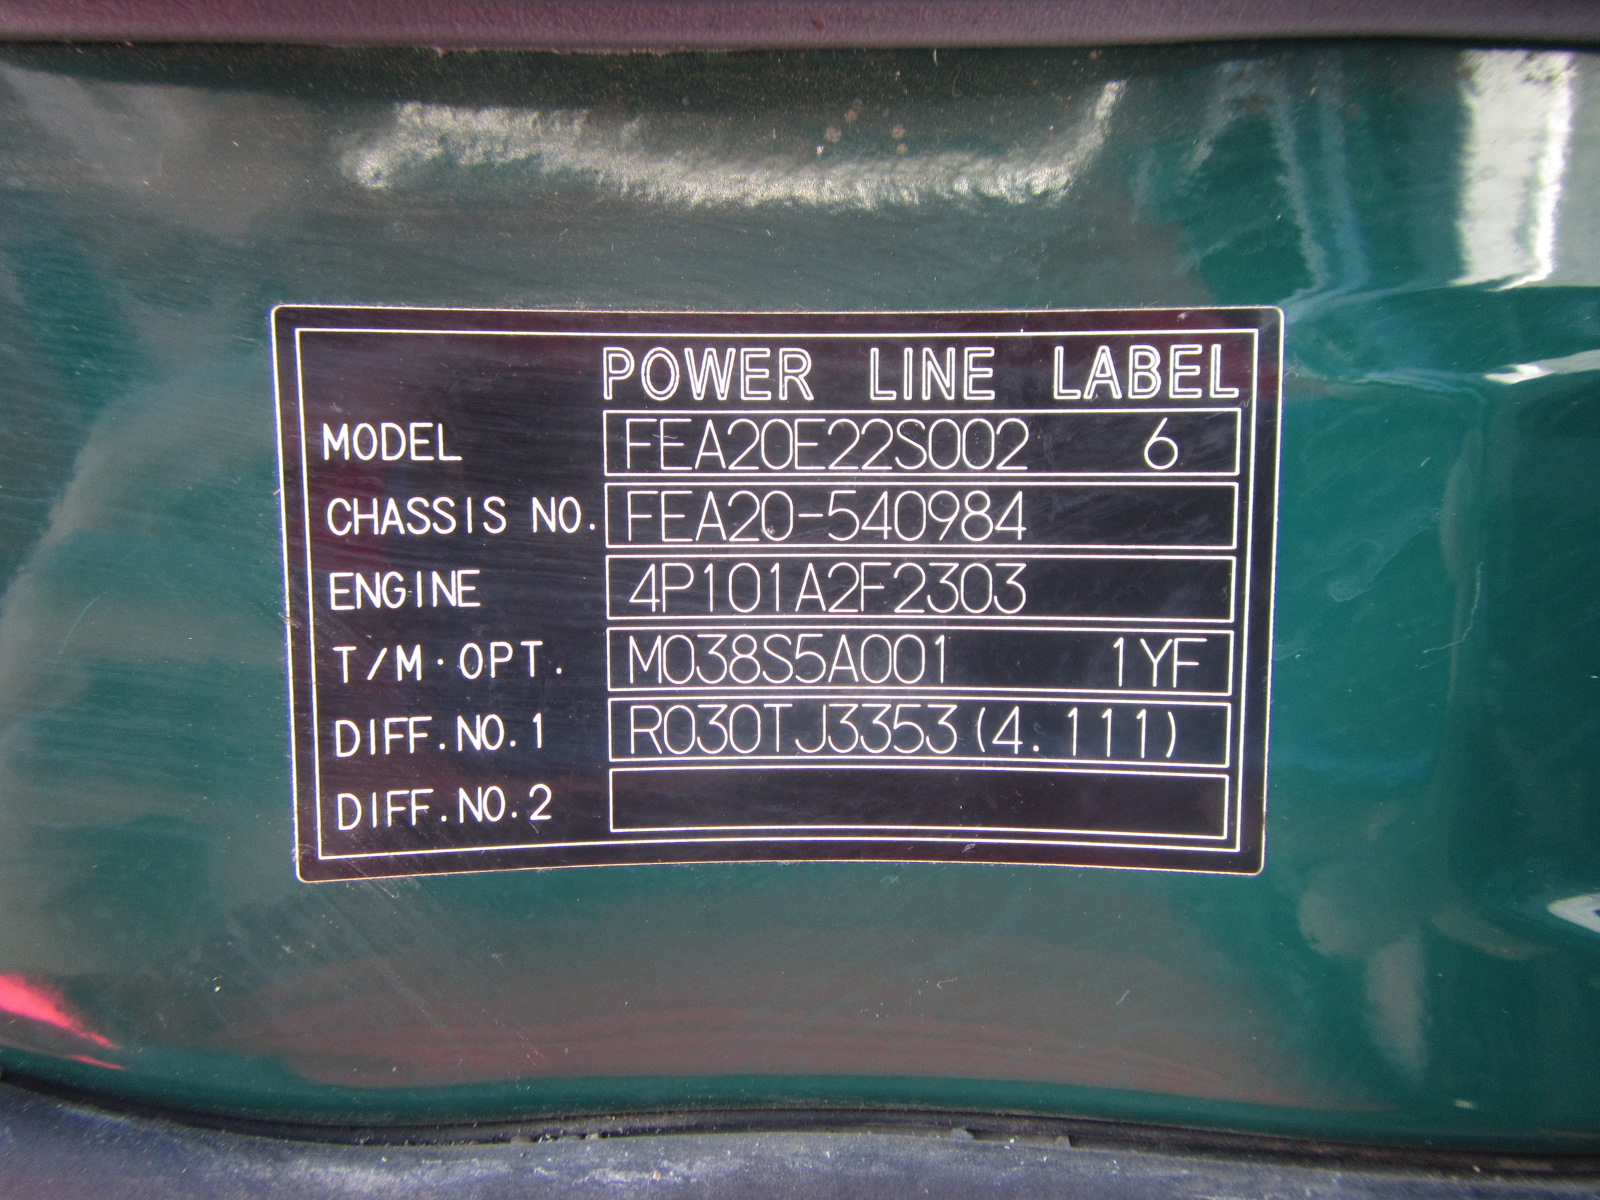 POWER LINE LABEL
MODEL FEA20E22S002 6
CHASSIS NO. FEA20-540984
ENGINE 4P101A2F2303
T/M·OPT. M038S5A001 1YF
DIFF.NO.1 R030TJ3353(4.111)
DIFF.NO.2